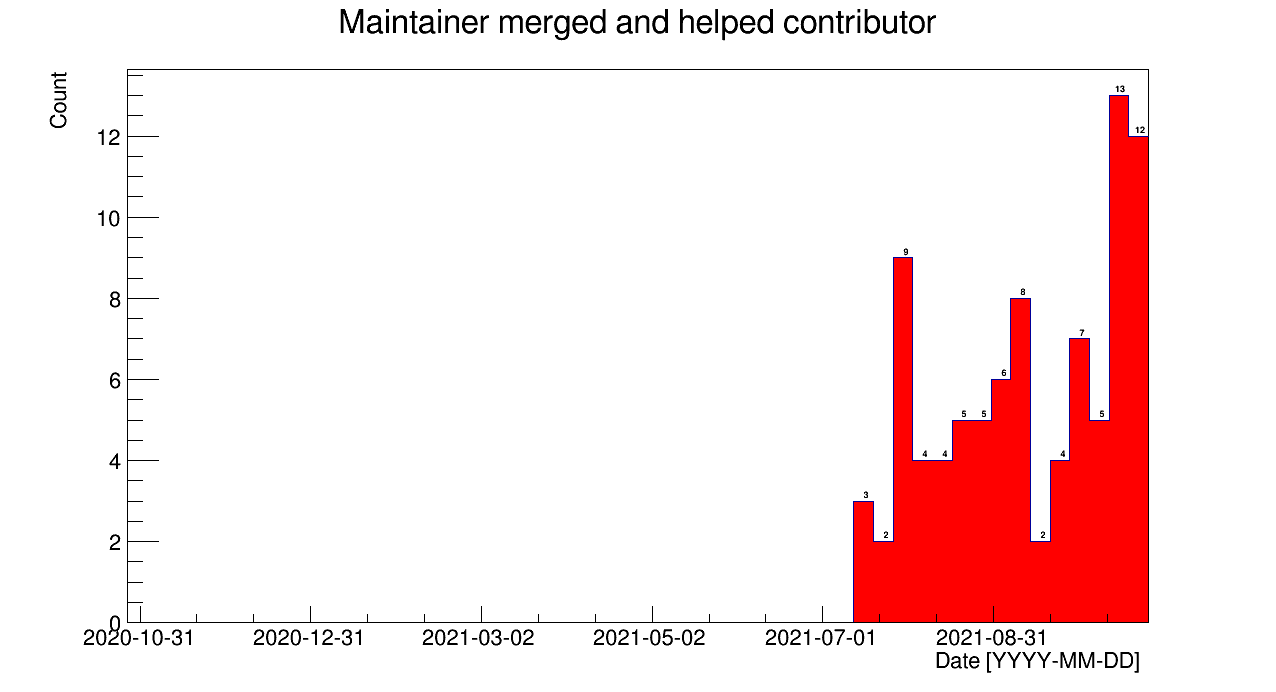 Maintainer merged and helped contributor
Count
12
10
8
6
4
2
0
3 2 9 4 4 5 5 6 8 2 4 7 5 13 12
2020-10-31 2020-12-31 2021-03-02 2021-05-02 2021-07-01 2021-08-31
Date [YYYY-MM-DD]